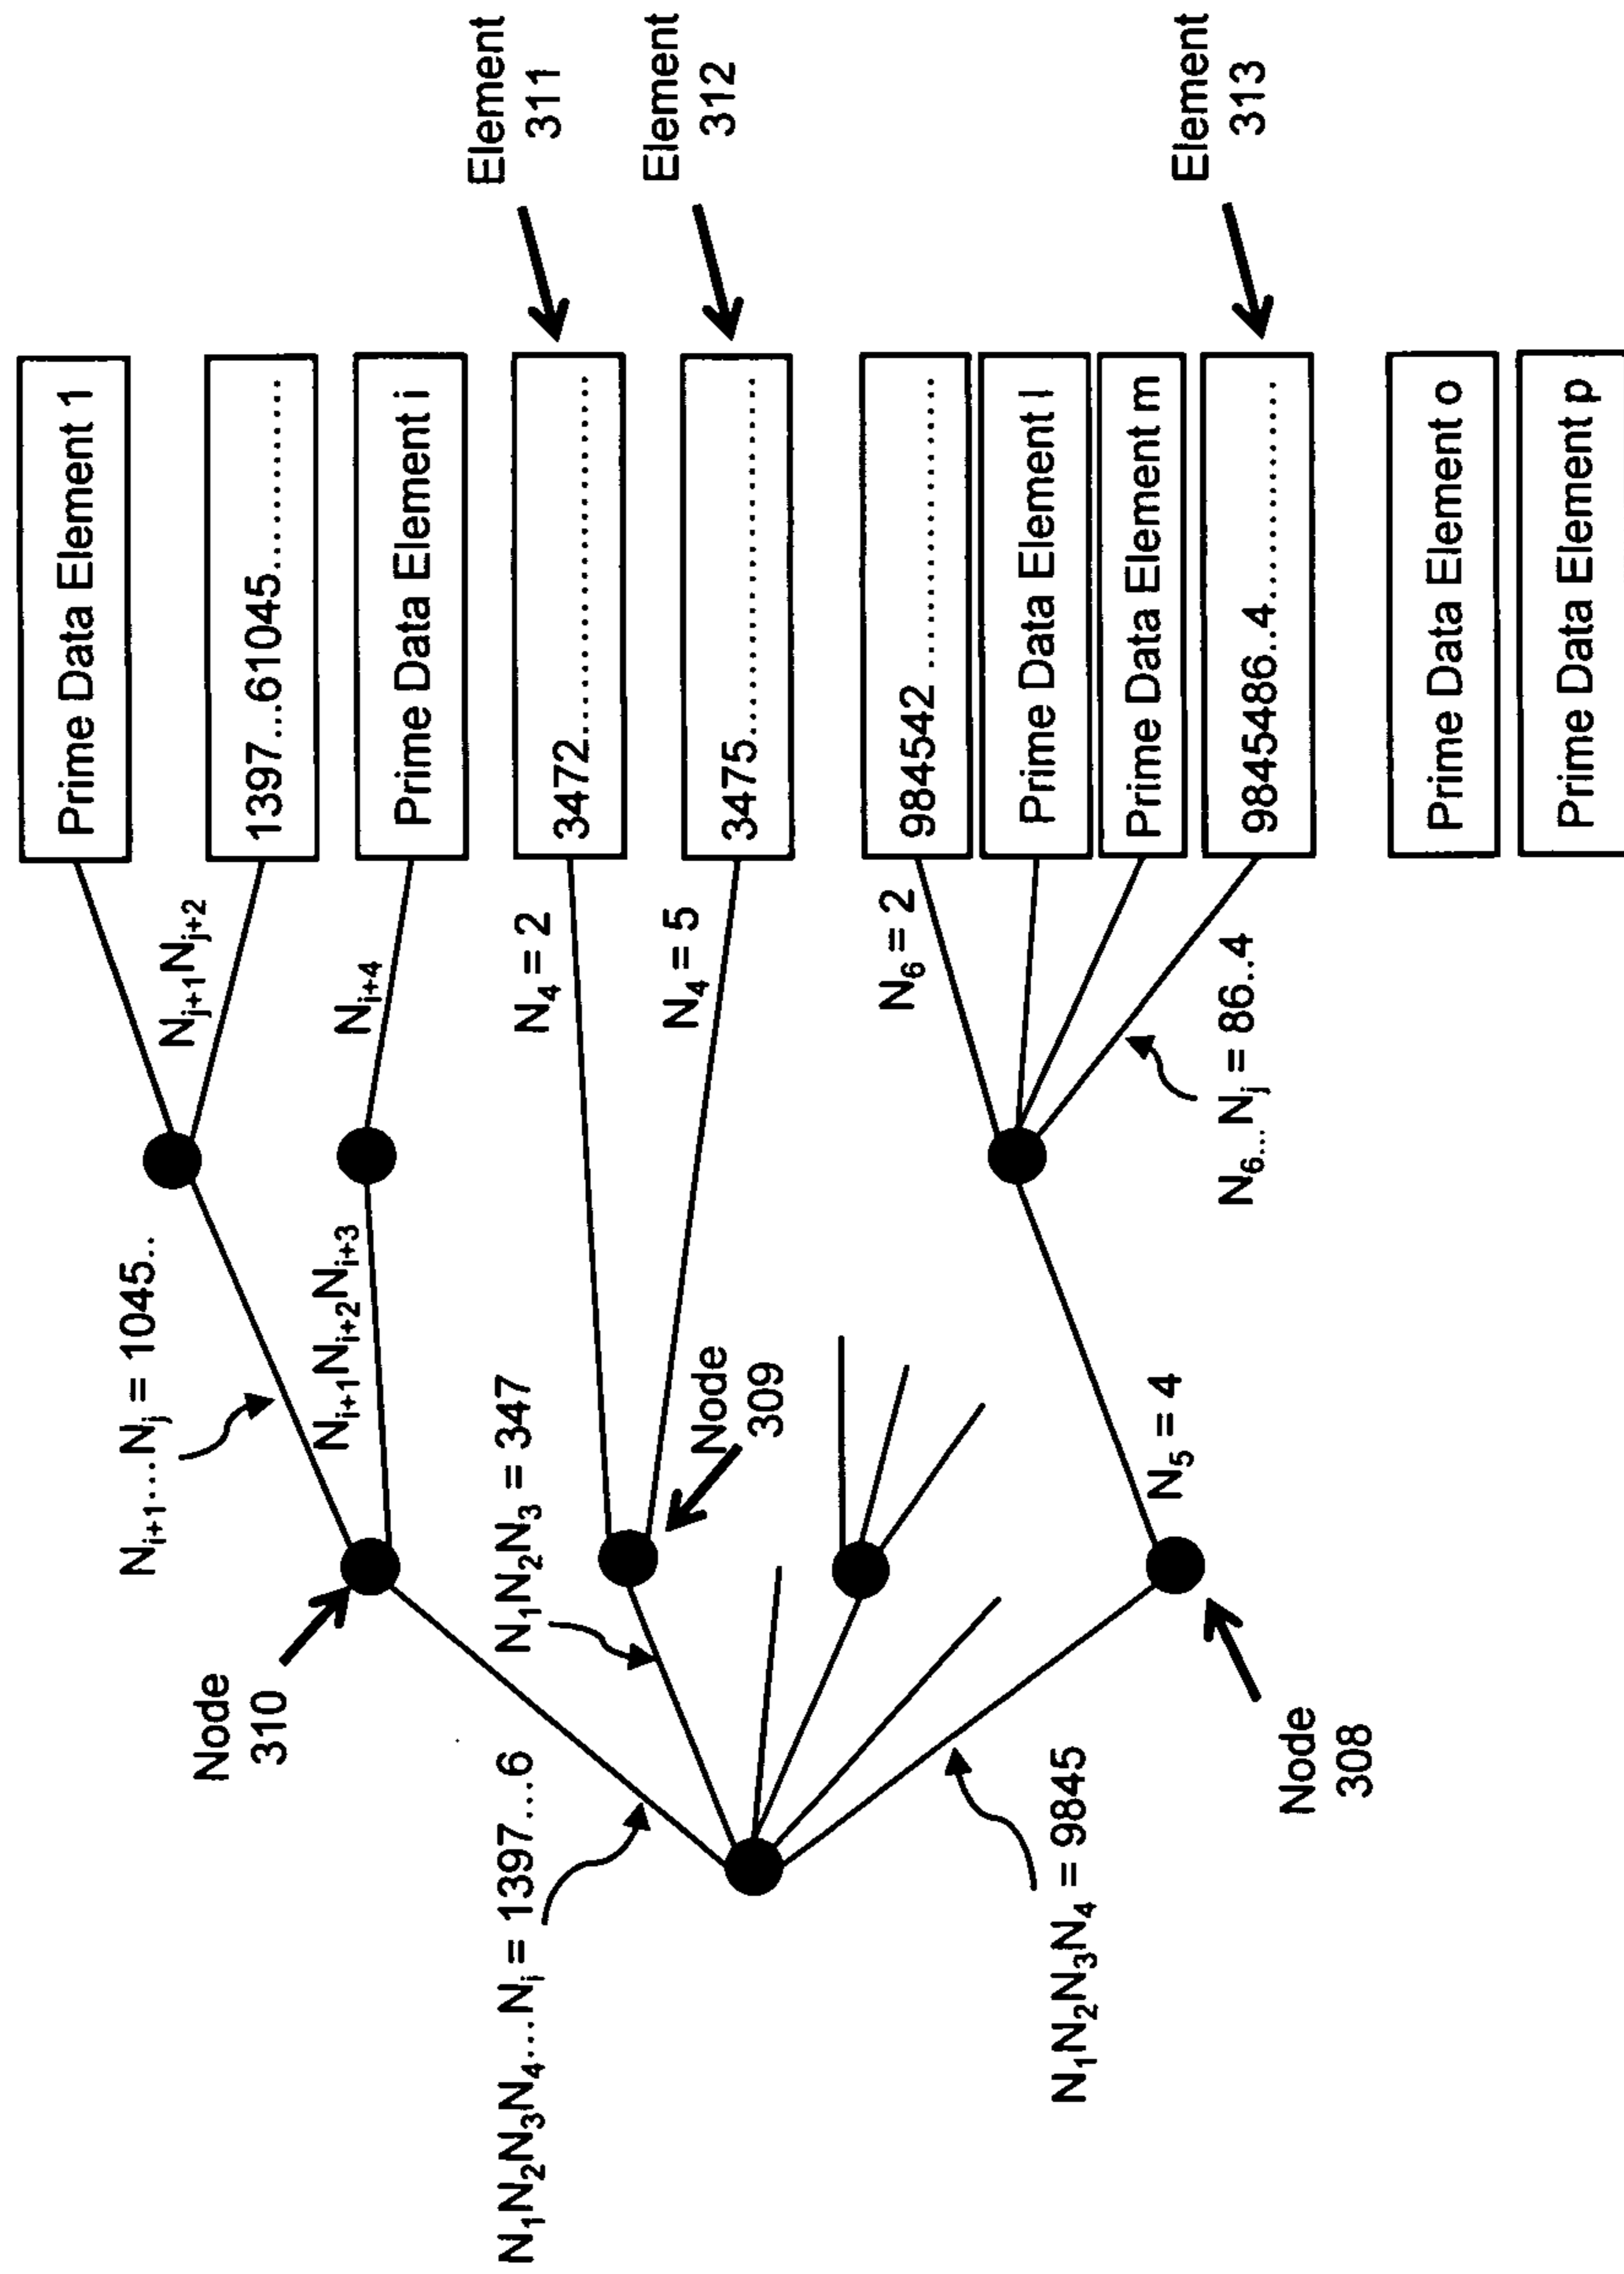 Prime Data Element 1
1397...61045..............
Prime Data Element i
3472............................
3475............................
984542.......................
Prime Data Element l
Prime Data Element m
9845486..4.................
Prime Data Element o
Prime Data Element p
Element
311
Element
312
Element
313
Nj+1Nj+2
Ni+4
N4 = 2
N4 = 5
N6 = 2
N6...Nj = 86..4
Ni+1....Nj = 1045..
Ni+1Ni+2Ni+3
N1N2N3 = 347
Node
309
N5 = 4
Node
310
Node
308
N1N2N3N4....Ni = 1397...6
N1N2N3N4 = 9845